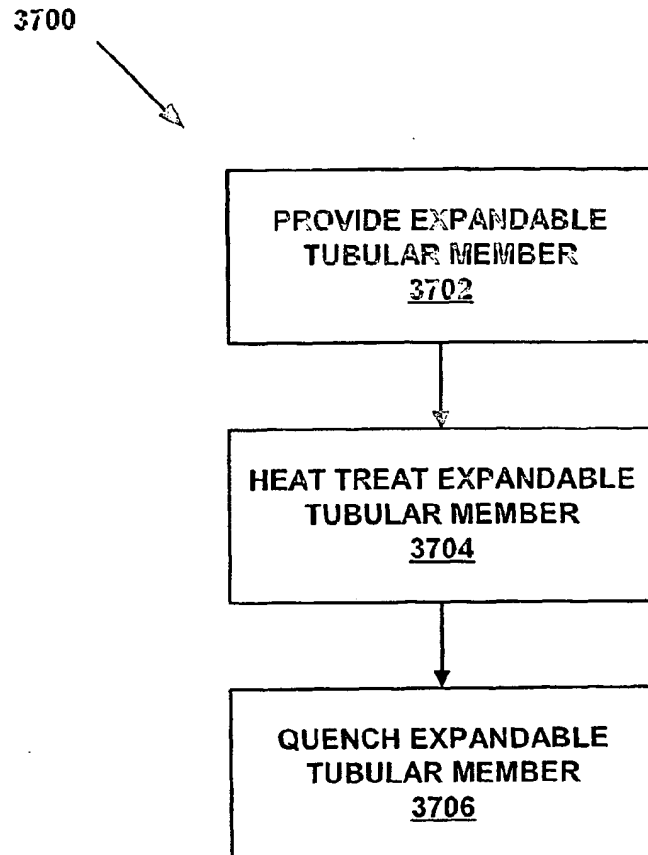 3700
PROVIDE EXPANDABLE
TUBULAR MEMBER
3702
HEAT TREAT EXPANDABLE
TUBULAR MEMBER
3704
QUENCH EXPANDABLE
TUBULAR MEMBER
3706